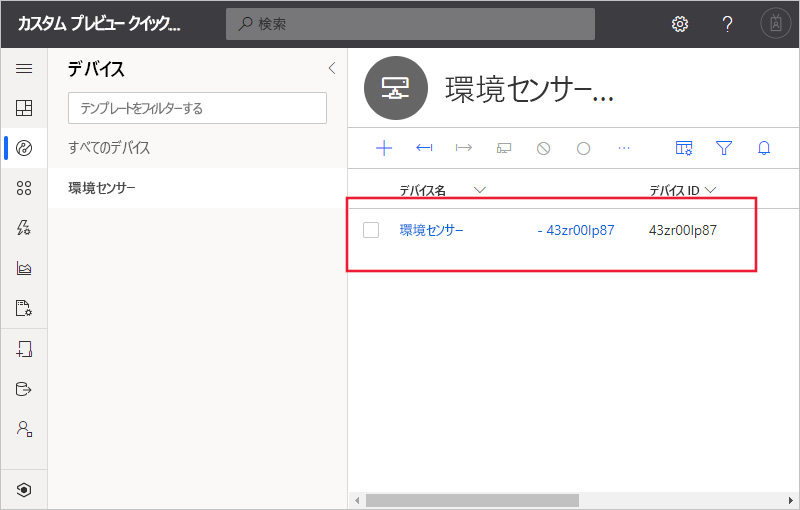 カスタム プレビュー クイック...
検索
デバイス
テンプレートをフィルターする
すべてのデバイス
環境センサー
環境センサー...
デバイス名
デバイス ID
環境センサー - 43zr00lp87
43zr00lp87